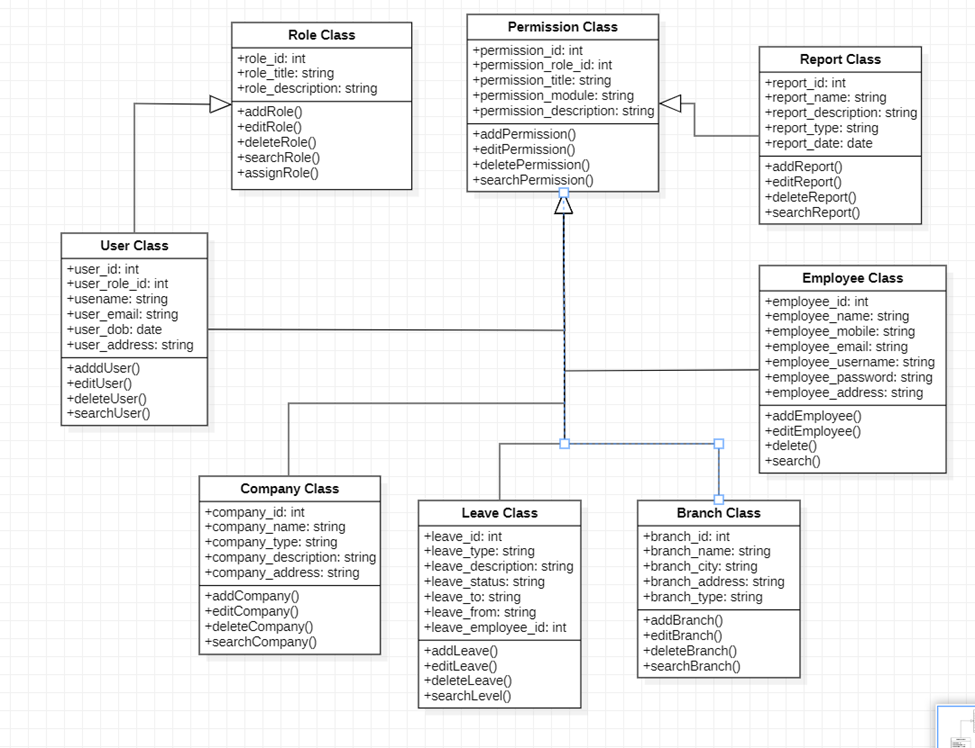 Role Class
+role_id: int
+role_title: string
+role_description: string
+addRole()
+editRole()
+deleteRole()
+searchRole()
+assignRole()
Permission Class
+permission_id: int
+permission_role_id: int
+permission_title: string
+permission_module: string
+permission_description: string
+addPermission()
+editPermission()
+deletePermission()
+searchPermission()
Report Class
+report_id: int
+report_name: string
+report_description: string
+report_type: string
+report_date: date
+addReport()
+editReport()
+deleteReport()
+searchReport()
User Class
+user_id: int
+user_role_id: int
+usename: string
+user_email: string
+user_dob: date
+user_address: string
+adddUser()
+editUser()
+deleteUser()
+searchUser()
Employee Class
+employee_id: int
+employee_name: string
+employee_mobile: string
+employee_email: string
+employee_username: string
+employee_password: string
+employee_address: string
+addEmployee()
+editEmployee()
+delete()
+search()
Company Class
+company_id: int
+company_name: string
+company_type: string
+company_description: string
+company_address: string
+addCompany()
+editCompany()
+deleteCompany()
+searchCompany()
Leave Class
+leave_id: int
+leave_type: string
+leave_description: string
+leave_status: string
+leave_to: string
+leave_from: string
+leave_employee_id: int
+addLeave()
+editLeave()
+deleteLeave()
+searchLevel()
Branch Class
+branch_id: int
+branch_name: string
+branch_city: string
+branch_address: string
+branch_type: string
+addBranch()
+editBranch()
+deleteBranch()
+searchBranch()